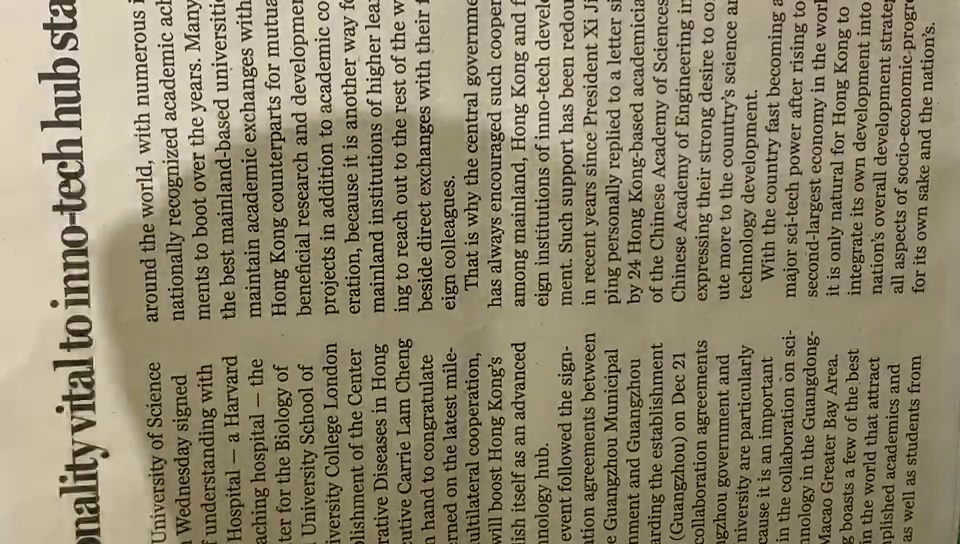 nality vital to inno-tech hub sta
University of Science
Wednesday signed
understanding with
Hospital — a Harvard
aching hospital — the
ter for the Biology of
University School of
iversity College London
blishment of the Center
rative Diseases in Hong
utive Carrie Lam Cheng
n hand to congratulate
erned on the latest mile-
ultilateral cooperation,
will boost Hong Kong's
lish itself as an advanced
nnology hub.
event followed the sign-
tion agreements between
e Guangzhou Municipal
nment and Guangzhou
arding the establishment
(Guangzhou) on Dec 21
collaboration agreements
ngzhou government and
niversity are particularly
cause it is an important
in the collaboration on sci-
nology in the Guangdong-
Macao Greater Bay Area.
g boasts a few of the best
in the world that attract
plished academics and
as well as students from
around the world, with numerous i
nationally recognized academic ach
ments to boot over the years. Many
the best mainland-based universitie
maintain academic exchanges with
Hong Kong counterparts for mutua
beneficial research and developmen
projects in addition to academic co
eration, because it is another way fo
mainland institutions of higher lea
ing to reach out to the rest of the w
beside direct exchanges with their f
eign colleagues.
That is why the central governme
has always encouraged such cooper
among mainland, Hong Kong and f
eign institutions of inno-tech devel
ment. Such support has been redou
in recent years since President Xi Ji
ping personally replied to a letter si
by 24 Hong Kong-based academicia
of the Chinese Academy of Sciences
Chinese Academy of Engineering in
expressing their strong desire to co
ute more to the country's science an
technology development.
With the country fast becoming a
major sci-tech power after rising to
second-largest economy in the worl
it is only natural for Hong Kong to
integrate its own development into
nation's overall development strate
all aspects of socio-economic-progr
for its own sake and the nation's.